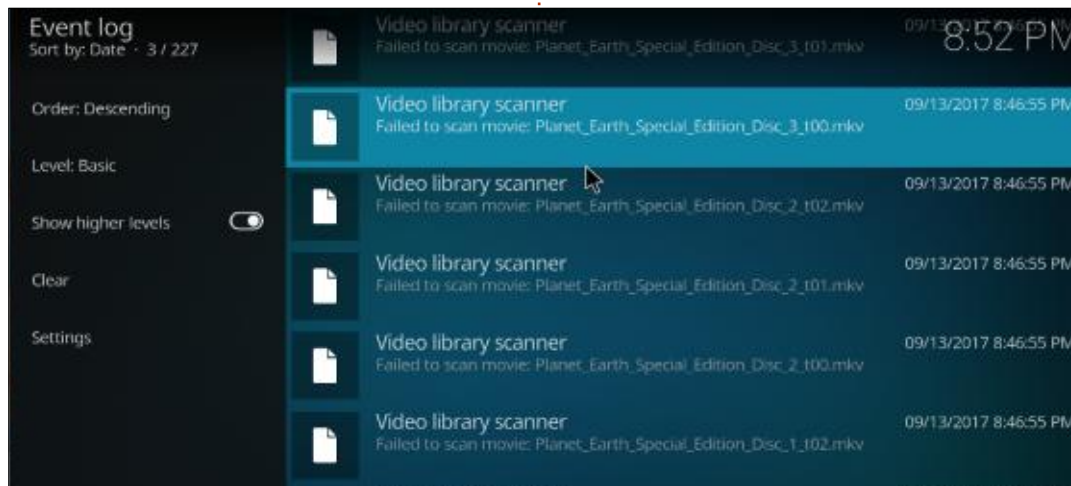 Event log
Sort by: Date · 3 / 227
Order: Descending
Level: Basic
Show higher levels
Clear
Settings
8:52 PM
Video library scanner
Failed to scan movie: Planet_Earth_Special_Edition_Disc_3_t01.mkv
Video library scanner 09/13/2017 8:46:55 PM
Failed to scan movie: Planet_Earth_Special_Edition_Disc_3_t00.mkv
Video library scanner 09/13/2017 8:46:55 PM
Failed to scan movie: Planet_Earth_Special_Edition_Disc_2_t02.mkv
Video library scanner 09/13/2017 8:46:55 PM
Failed to scan movie: Planet_Earth_Special_Edition_Disc_2_t01.mkv
Video library scanner 09/13/2017 8:46:55 PM
Failed to scan movie: Planet_Earth_Special_Edition_Disc_2_t00.mkv
Video library scanner 09/13/2017 8:46:55 PM
Failed to scan movie: Planet_Earth_Special_Edition_Disc_1_t02.mkv